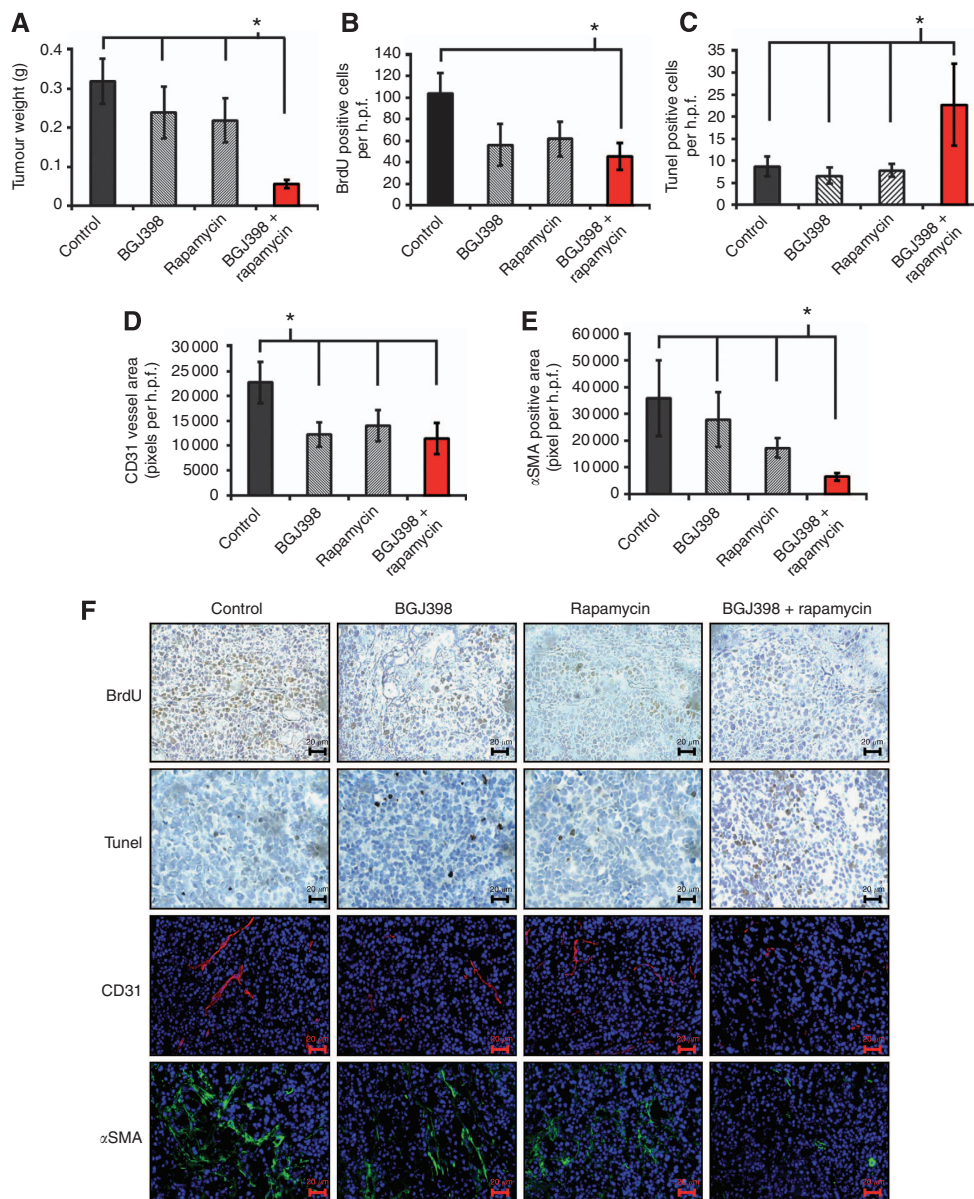 A
*
Tumour weight (g)
0.4
0.3
0.2
0.1
0
Control
BGJ398
Rapamycin
BGJ398 +
rapamycin
B
*
BrdU positive cells
per h.p.f.
140
120
100
80
60
40
20
0
Control
BGJ398
Rapamycin
BGJ398 +
rapamycin
C
*
Tunel positive cells
per h.p.f.
35
30
25
20
15
10
5
0
Control
BGJ398
Rapamycin
BGJ398 +
rapamycin
D
*
CD31 vessel area
(pixels per h.p.f.)
30 000
25 000
20 000
15 000
10 000
5000
0
Control
BGJ398
Rapamycin
BGJ398 +
rapamycin
E
*
αSMA positive area
(pixel per h.p.f.)
60 000
50 000
40 000
30 000
20 000
10 000
0
Control
BGJ398
Rapamycin
BGJ398 +
rapamycin
F
Control
BGJ398
Rapamycin
BGJ398 + rapamycin
BrdU
20 μm
20 μm
20 μm
20 μm
Tunel
20 μm
20 μm
20 μm
20 μm
CD31
20 μm
20 μm
20 μm
20 μm
αSMA
20 μm
20 μm
20 μm
20 μm